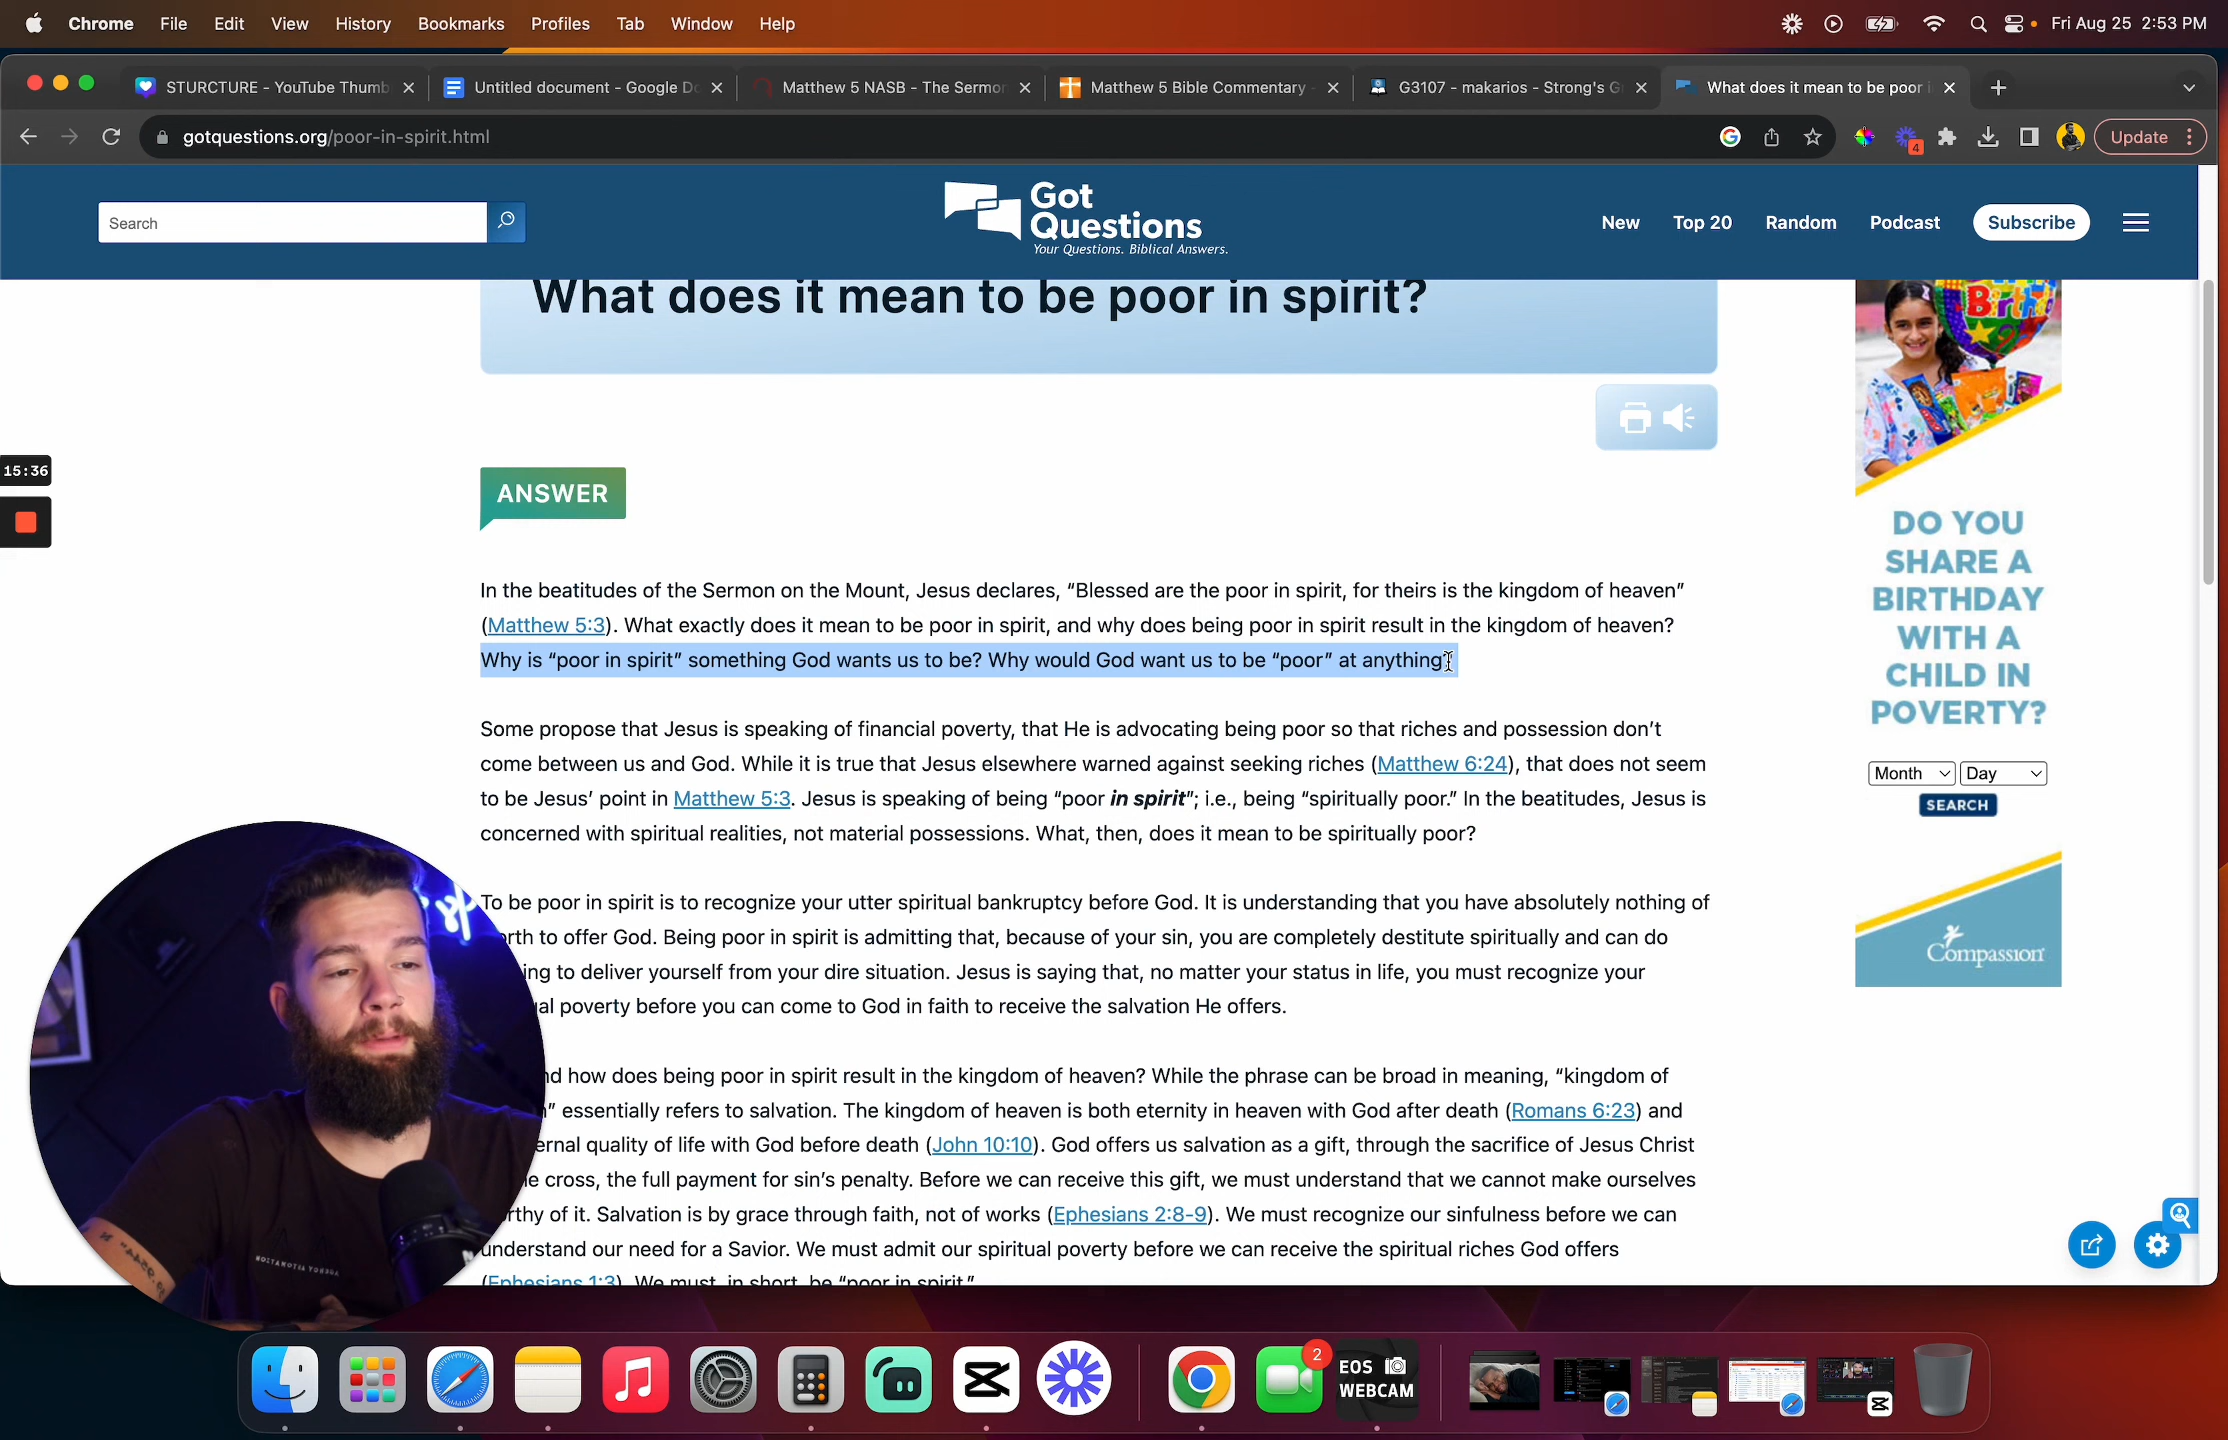 Chrome File Edit View History Bookmarks Profiles Tab Window Help Fri Aug 25 2:53 PM
STURCTURE - YouTube Thumb Untitled document - Google Do Matthew 5 NASB - The Sermon Matthew 5 Bible Commentary - G3107 - makarios - Strong's G What does it mean to be poor i
gotquestions.org/poor-in-spirit.html 4 Update
Search
Got
Questions
Your Questions. Biblical Answers.
New Top 20 Random Podcast Subscribe
What does it mean to be poor in spirit?
15:36
ANSWER
In the beatitudes of the Sermon on the Mount, Jesus declares, “Blessed are the poor in spirit, for theirs is the kingdom of heaven”
(Matthew 5:3). What exactly does it mean to be poor in spirit, and why does being poor in spirit result in the kingdom of heaven?
Why is “poor in spirit” something God wants us to be? Why would God want us to be “poor” at anything?
Some propose that Jesus is speaking of financial poverty, that He is advocating being poor so that riches and possession don’t
come between us and God. While it is true that Jesus elsewhere warned against seeking riches (Matthew 6:24), that does not seem
to be Jesus’ point in Matthew 5:3. Jesus is speaking of being “poor in spirit”; i.e., being “spiritually poor.” In the beatitudes, Jesus is
concerned with spiritual realities, not material possessions. What, then, does it mean to be spiritually poor?
To be poor in spirit is to recognize your utter spiritual bankruptcy before God. It is understanding that you have absolutely nothing of
orth to offer God. Being poor in spirit is admitting that, because of your sin, you are completely destitute spiritually and can do
ing to deliver yourself from your dire situation. Jesus is saying that, no matter your status in life, you must recognize your
al poverty before you can come to God in faith to receive the salvation He offers.
d how does being poor in spirit result in the kingdom of heaven? While the phrase can be broad in meaning, “kingdom of
” essentially refers to salvation. The kingdom of heaven is both eternity in heaven with God after death (Romans 6:23) and
ernal quality of life with God before death (John 10:10). God offers us salvation as a gift, through the sacrifice of Jesus Christ
e cross, the full payment for sin’s penalty. Before we can receive this gift, we must understand that we cannot make ourselves
rthy of it. Salvation is by grace through faith, not of works (Ephesians 2:8-9). We must recognize our sinfulness before we can
understand our need for a Savior. We must admit our spiritual poverty before we can receive the spiritual riches God offers
(Ephesians 1:3). We must, in short, be “poor in spirit.”
Birthday
DO YOU
SHARE A
BIRTHDAY
WITH A
CHILD IN
POVERTY?
Month Day
SEARCH
Compassion
2
EOS
WEBCAM